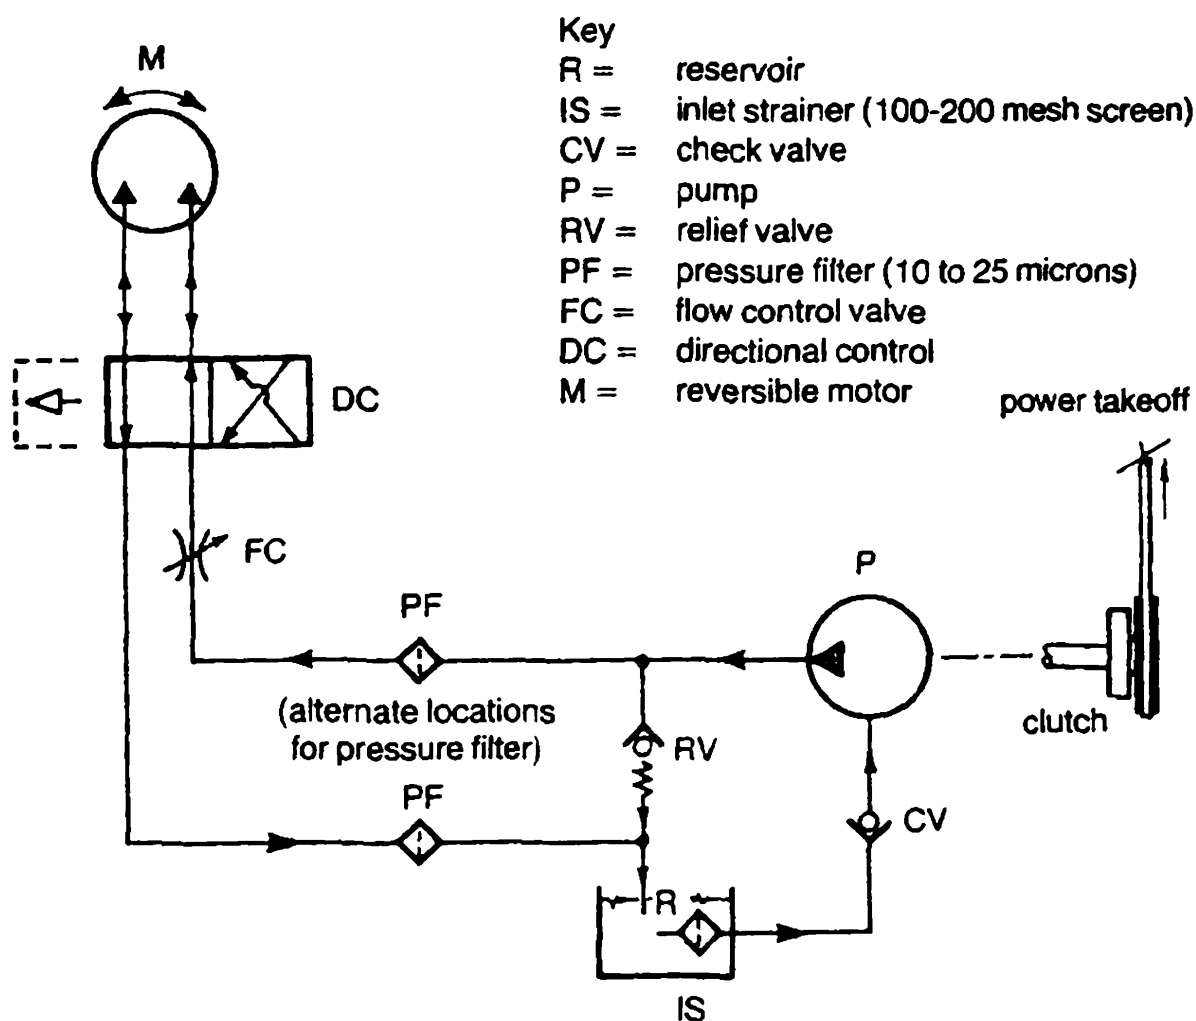 Key
R = reservoir
IS = inlet strainer (100-200 mesh screen)
CV = check valve
P = pump
RV = relief valve
PF = pressure filter (10 to 25 microns)
FC = flow control valve
DC = directional control
M = reversible motor
M
DC
power takeoff
FC
PF
P
(alternate locations
for pressure filter)
RV
clutch
PF
CV
R
IS